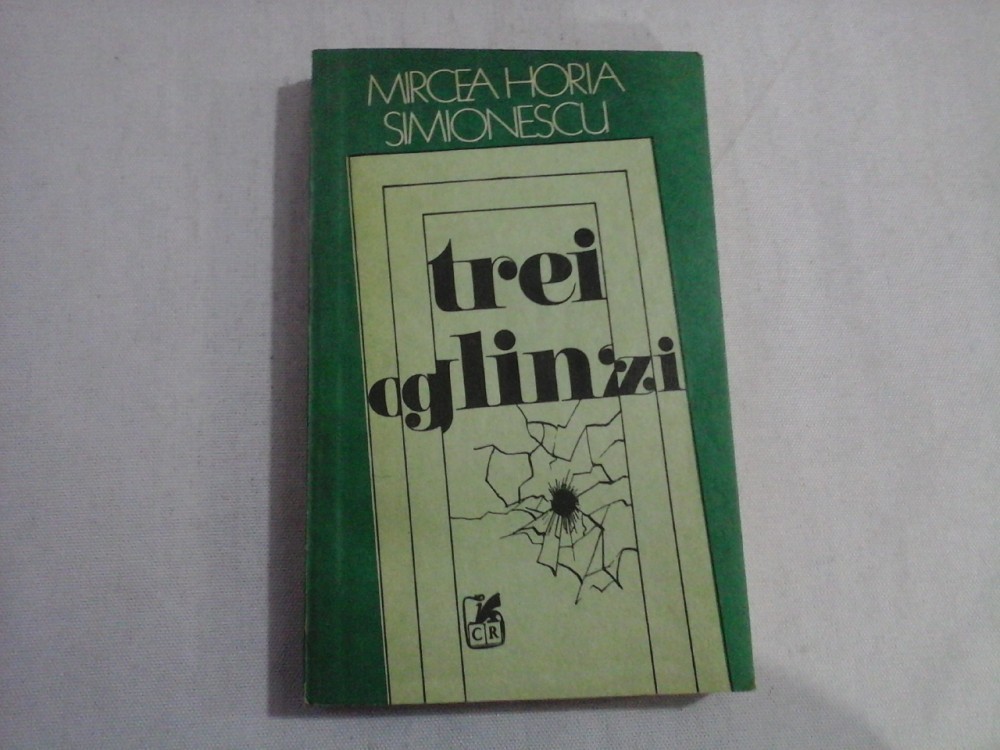 MIRCEA HORIA
SIMIONESCU
trei
oglinzi
CR